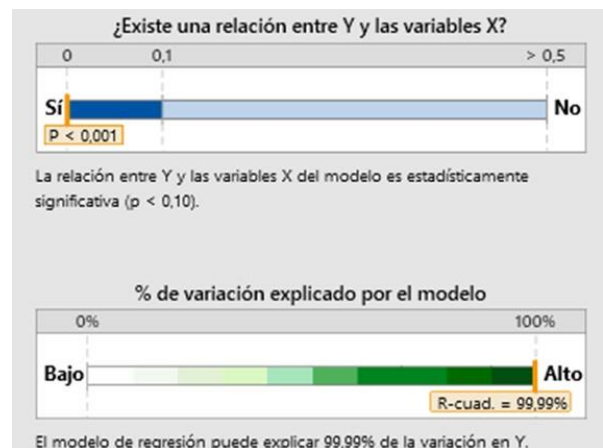 ¿Existe una relación entre Y y las variables X?
0 0,1 > 0,5
Sí No
P < 0,001
La relación entre Y y las variables X del modelo es estadísticamente
significativa (p < 0,10).
% de variación explicado por el modelo
0% 100%
Bajo Alto
R-cuad. = 99,99%
El modelo de regresión puede explicar 99,99% de la variación en Y.